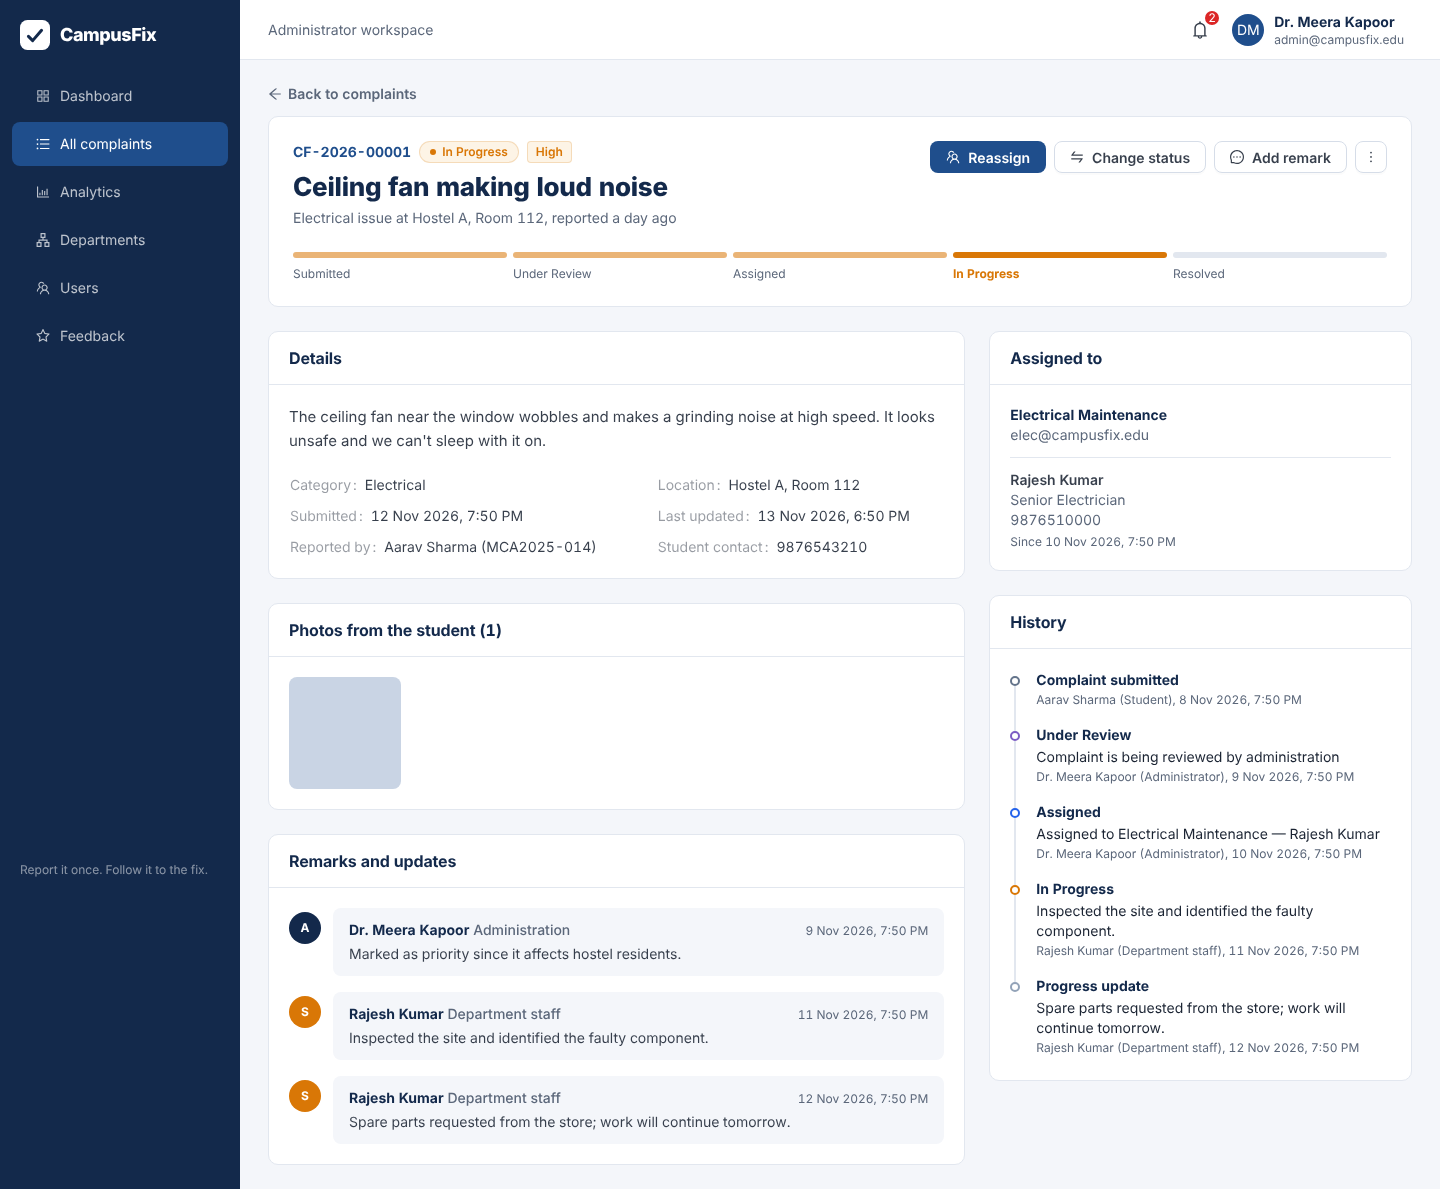 CampusFix
Dashboard
All complaints
Analytics
Departments
Users
Feedback
Report it once. Follow it to the fix.
Administrator workspace
2
DM
Dr. Meera Kapoor
admin@campusfix.edu
Back to complaints
CF-2026-00001 In Progress High
Reassign Change status Add remark
Ceiling fan making loud noise
Electrical issue at Hostel A, Room 112, reported a day ago
Submitted Under Review Assigned In Progress Resolved
Details
The ceiling fan near the window wobbles and makes a grinding noise at high speed. It looks
unsafe and we can't sleep with it on.
Category: Electrical Location: Hostel A, Room 112
Submitted: 12 Nov 2026, 7:50 PM Last updated: 13 Nov 2026, 6:50 PM
Reported by: Aarav Sharma (MCA2025-014) Student contact: 9876543210
Photos from the student (1)
Remarks and updates
A
Dr. Meera Kapoor Administration 9 Nov 2026, 7:50 PM
Marked as priority since it affects hostel residents.
S
Rajesh Kumar Department staff 11 Nov 2026, 7:50 PM
Inspected the site and identified the faulty component.
S
Rajesh Kumar Department staff 12 Nov 2026, 7:50 PM
Spare parts requested from the store; work will continue tomorrow.
Assigned to
Electrical Maintenance
elec@campusfix.edu
Rajesh Kumar
Senior Electrician
9876510000
Since 10 Nov 2026, 7:50 PM
History
Complaint submitted
Aarav Sharma (Student), 8 Nov 2026, 7:50 PM
Under Review
Complaint is being reviewed by administration
Dr. Meera Kapoor (Administrator), 9 Nov 2026, 7:50 PM
Assigned
Assigned to Electrical Maintenance — Rajesh Kumar
Dr. Meera Kapoor (Administrator), 10 Nov 2026, 7:50 PM
In Progress
Inspected the site and identified the faulty
component.
Rajesh Kumar (Department staff), 11 Nov 2026, 7:50 PM
Progress update
Spare parts requested from the store; work will
continue tomorrow.
Rajesh Kumar (Department staff), 12 Nov 2026, 7:50 PM